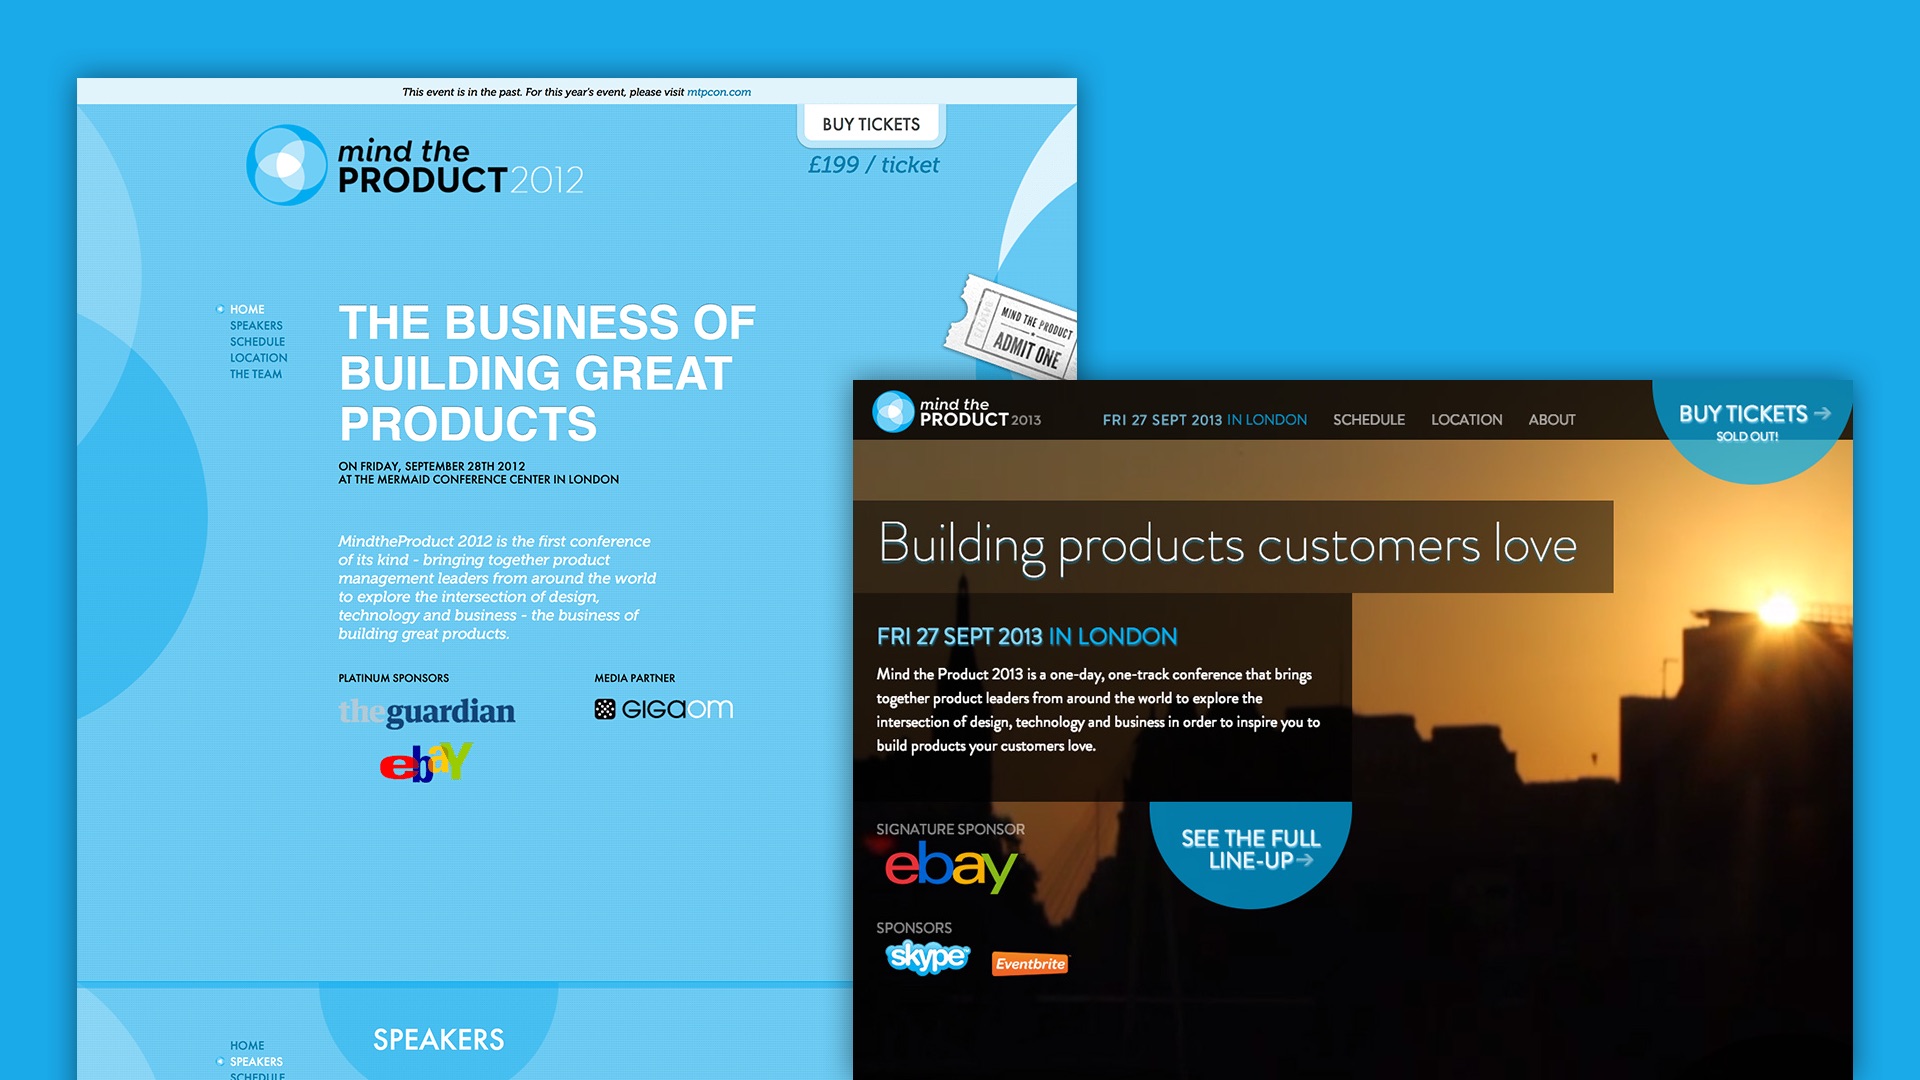 This event is in the past. For this year's event, please visit mtpcon.com
BUY TICKETS
£199 / ticket
mind the
PRODUCT 2012
HOME
SPEAKERS
SCHEDULE
LOCATION
THE TEAM
THE BUSINESS OF
BUILDING GREAT
PRODUCTS
ON FRIDAY, SEPTEMBER 28TH 2012
AT THE MERMAID CONFERENCE CENTER IN LONDON
MIND THE PRODUCT
ADMIT ONE
MindtheProduct 2012 is the first conference
of its kind - bringing together product
management leaders from around the world
to explore the intersection of design,
technology and business - the business of
building great products.
PLATINUM SPONSORS
theguardian
ebay
MEDIA PARTNER
GIGAOM
SPEAKERS
HOME
SPEAKERS
SCHEDULE
mind the
PRODUCT 2013
FRI 27 SEPT 2013 IN LONDON
SCHEDULE
LOCATION
ABOUT
BUY TICKETS →
SOLD OUT!
Building products customers love
FRI 27 SEPT 2013 IN LONDON
Mind the Product 2013 is a one-day, one-track conference that brings
together product leaders from around the world to explore the
intersection of design, technology and business in order to inspire you to
build products your customers love.
SEE THE FULL
LINE-UP →
SIGNATURE SPONSOR
ebay
SPONSORS
skype
Eventbrite